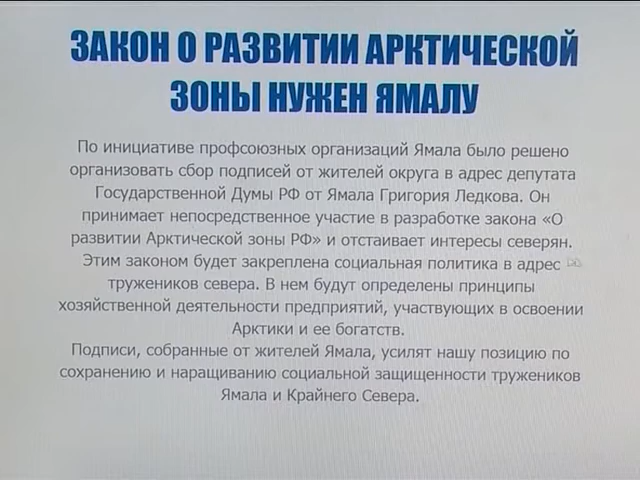 ЗАКОН О РАЗВИТИИ АРКТИЧЕСКОЙ
ЗОНЫ НУЖЕН ЯМАЛУ
По инициативе профсоюзных организаций Ямала было решено
организовать сбор подписей от жителей округа в адрес депутата
Государственной Думы РФ от Ямала Григория Ледкова. Он
принимает непосредственное участие в разработке закона «О
развитии Арктической зоны РФ» и отстаивает интересы северян.
Этим законом будет закреплена социальная политика в адрес
тружеников севера. В нем будут определены принципы
хозяйственной деятельности предприятий, участвующих в освоении
Арктики и ее богатств.
Подписи, собранные от жителей Ямала, усилят нашу позицию по
сохранению и наращиванию социальной защищенности тружеников
Ямала и Крайнего Севера.